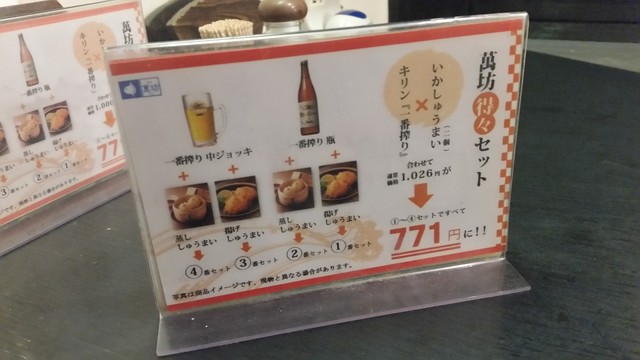 萬坊得々セット
いかしゅうまい(二個)
×
キリン『一番搾り』
合わせて
通常価格1,026円が
①〜④セットですべて
771円に!!
一番搾り 瓶
一番搾り 中ジョッキ
+
+
+
+
揚げしゅうまい
蒸ししゅうまい
揚げしゅうまい
蒸ししゅうまい
①番セット
②番セット
③番セット
④番セット
写真は商品イメージです。現物と異なる場合があります。
萬坊